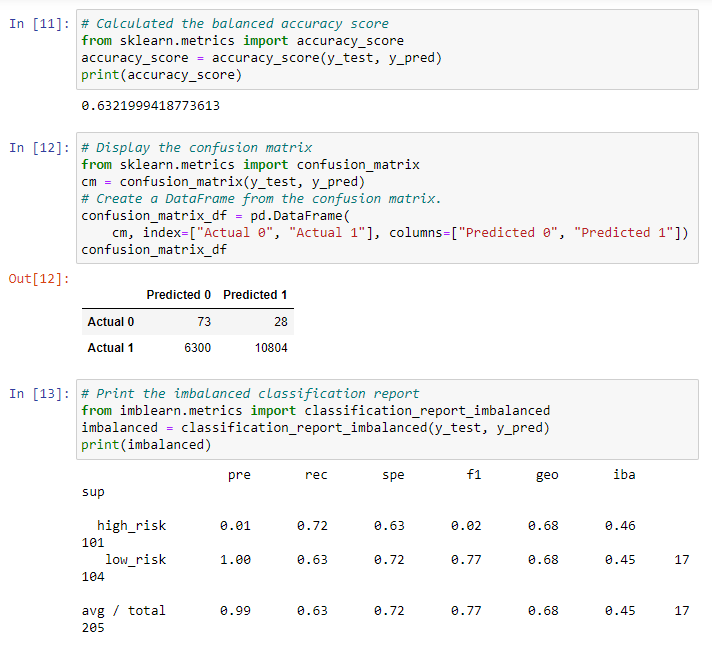 In [11]: # Calculated the balanced accuracy score
from sklearn.metrics import accuracy_score
accuracy_score = accuracy_score(y_test, y_pred)
print(accuracy_score)
0.6321999418773613
In [12]: # Display the confusion matrix
from sklearn.metrics import confusion_matrix
cm = confusion_matrix(y_test, y_pred)
# Create a DataFrame from the confusion matrix.
confusion_matrix_df = pd.DataFrame(
    cm, index=["Actual 0", "Actual 1"], columns=["Predicted 0", "Predicted 1"])
confusion_matrix_df
Out[12]:
Predicted 0 Predicted 1
Actual 0 73 28
Actual 1 6300 10804
In [13]: # Print the imbalanced classification report
from imblearn.metrics import classification_report_imbalanced
imbalanced = classification_report_imbalanced(y_test, y_pred)
print(imbalanced)
pre rec spe f1 geo iba
sup
high_risk 0.01 0.72 0.63 0.02 0.68 0.46
101
low_risk 1.00 0.63 0.72 0.77 0.68 0.45 17
104
avg / total 0.99 0.63 0.72 0.77 0.68 0.45 17
205